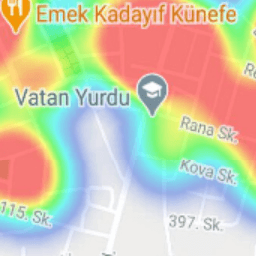 Emek Kadayıf Künefe
Vatan Yurdu
Rana Sk.
Kova Sk.
115. Sk.
397. Sk.